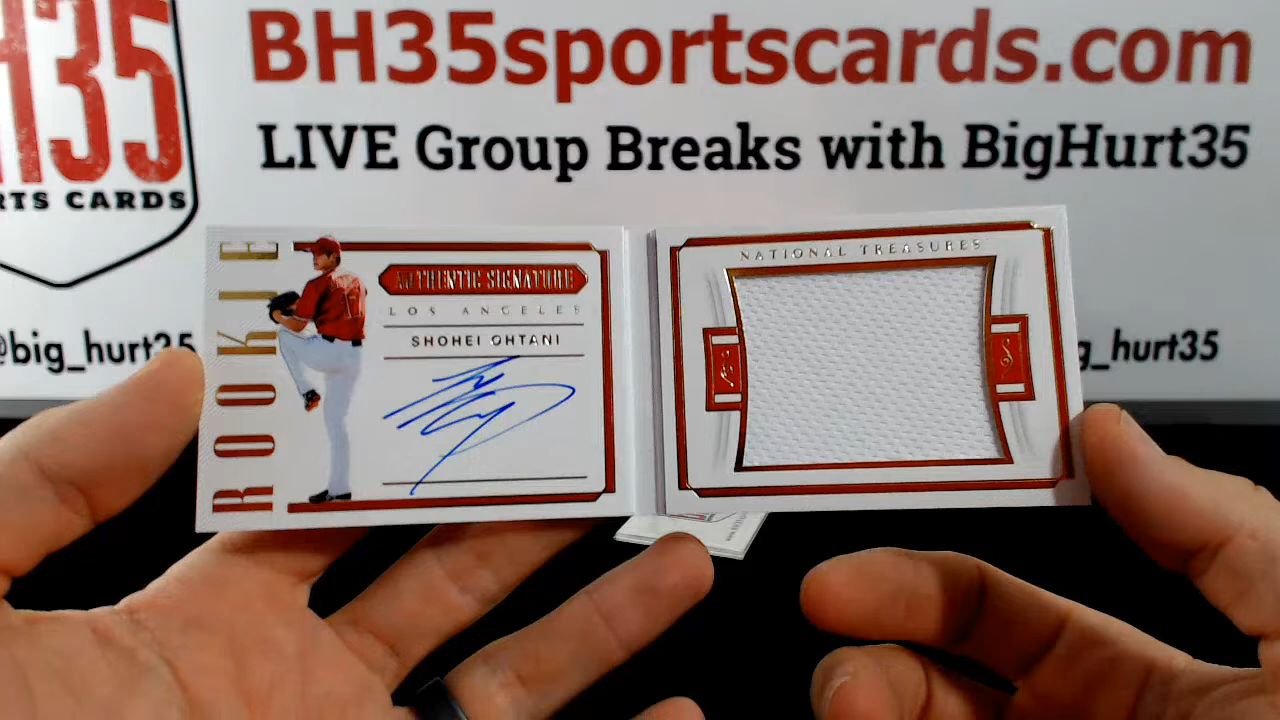 BH35sportscards.com
LIVE Group Breaks with BigHurt35
H35
RTS CARDS
@big_hurt35
g_hurt35
ROOKIE
AUTHENTIC SIGNATURE
LOS ANGELES
SHOHEI OHTANI
NATIONAL TREASURES
17